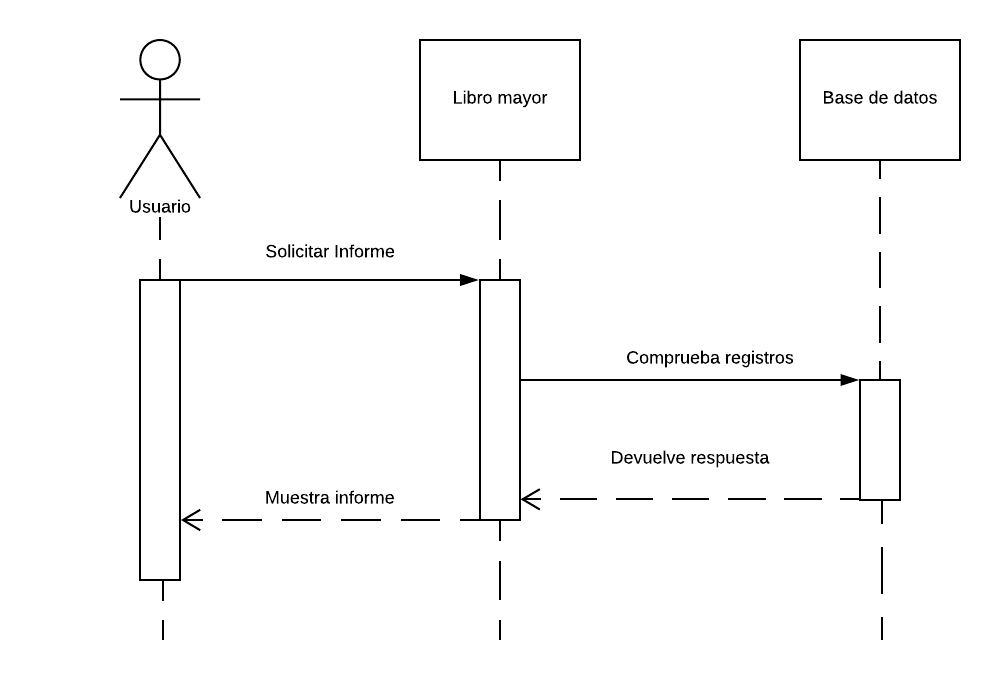 Libro mayor
Base de datos
Usuario
Solicitar Informe
Comprueba registros
Devuelve respuesta
Muestra informe